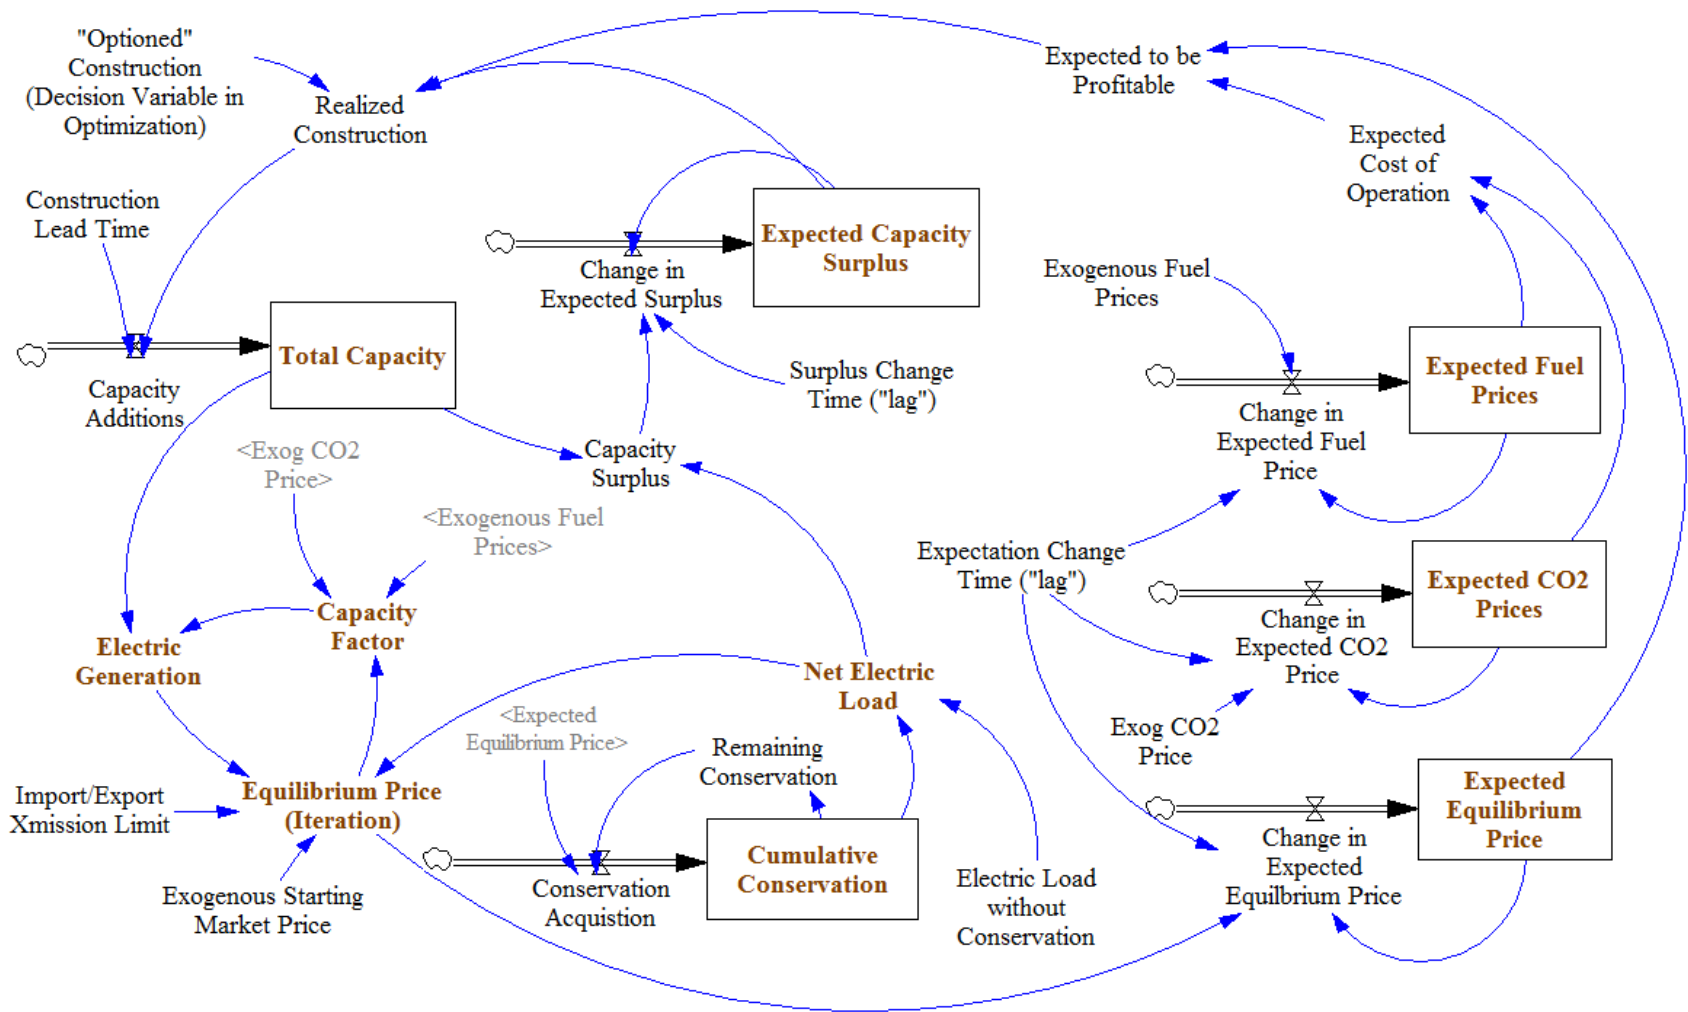 "Optioned"
Construction
(Decision Variable in
Optimization)
Realized
Construction
Expected to be
Profitable
Expected
Cost of
Operation
Construction
Lead Time
Expected Capacity
Surplus
Change in
Expected Surplus
Exogenous Fuel
Prices
Total Capacity
Capacity
Additions
Surplus Change
Time ("lag")
Expected Fuel
Prices
Change in
Expected Fuel
Price
Capacity
Surplus
<Exog CO2
Price>
<Exogenous Fuel
Prices>
Expectation Change
Time ("lag")
Expected CO2
Prices
Change in
Expected CO2
Price
Capacity
Factor
Electric
Generation
Net Electric
Load
<Expected
Equilibrium Price>
Remaining
Conservation
Exog CO2
Price
Import/Export
Xmission Limit
Equilibrium Price
(Iteration)
Expected
Equilibrium
Price
Change in
Expected
Equilbrium Price
Cumulative
Conservation
Conservation
Acquistion
Exogenous Starting
Market Price
Electric Load
without
Conservation